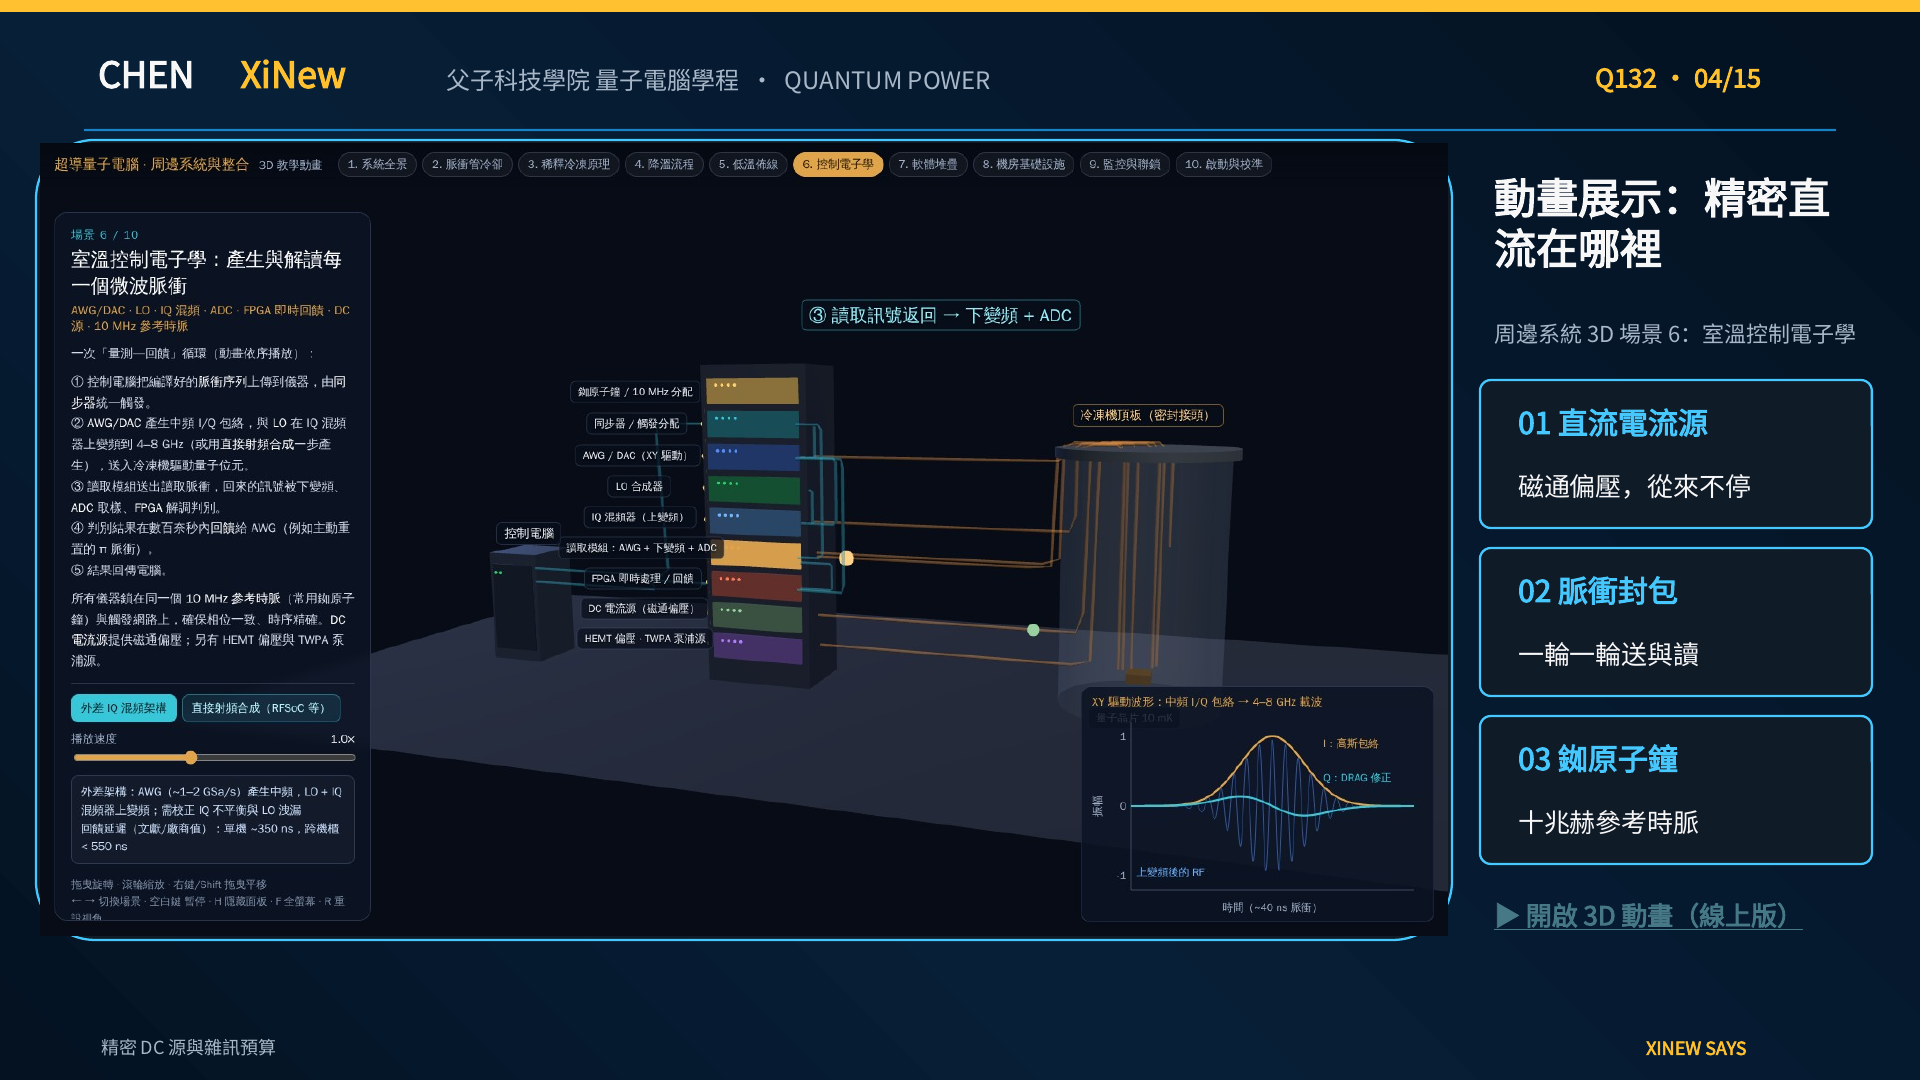 CHEN XiNew
父子科技學院 量子電腦學程 • QUANTUM POWER
Q132 • 04/15
超導量子電腦 · 周邊系統與整合 3D 教學動畫
1. 系統全景
2. 脈衝管冷卻
3. 稀釋冷凍原理
4. 降溫流程
5. 低溫佈線
6. 控制電子學
7. 軟體堆疊
8. 機房基礎設施
9. 監控與聯鎖
10. 啟動與校準
場景 6 / 10
室溫控制電子學：產生與解讀每
一個微波脈衝
AWG/DAC · LO · IQ 混頻 · ADC · FPGA 即時回饋 · DC
源 · 10 MHz 參考時脈
一次「量測—回饋」循環（動畫依序播放）：
① 控制電腦把編譯好的脈衝序列上傳到儀器，由同
步器統一觸發。
② AWG/DAC 產生中頻 I/Q 包絡，與 LO 在 IQ 混頻
器上變頻到 4–8 GHz（或用直接射頻合成一步產
生），送入冷凍機驅動量子位元。
③ 讀取模組送出讀取脈衝，回來的訊號被下變頻、
ADC 取樣、FPGA 解調判別。
④ 判別結果在數百奈秒內回饋給 AWG（例如主動重
置的 π 脈衝）。
⑤ 結果回傳電腦。
所有儀器鎖在同一個 10 MHz 參考時脈（常用銣原子
鐘）與觸發網路上，確保相位一致、時序精確。DC
電流源提供磁通偏壓；另有 HEMT 偏壓與 TWPA 泵
浦源。
外差 IQ 混頻架構
直接射頻合成（RFSoC 等）
播放速度 1.0×
外差架構：AWG（~1–2 GSa/s）產生中頻，LO + IQ
混頻器上變頻；需校正 IQ 不平衡與 LO 洩漏
回饋延遲（文獻/廠商值）：單機 ~350 ns，跨機櫃
< 550 ns
拖曳旋轉 · 滾輪縮放 · 右鍵/Shift 拖曳平移
← → 切換場景 · 空白鍵 暫停 · H 隱藏面板 · F 全螢幕 · R 重
設視角
③ 讀取訊號返回 → 下變頻 + ADC
銣原子鐘 / 10 MHz 分配
同步器 / 觸發分配
AWG / DAC（XY 驅動）
LO 合成器
IQ 混頻器（上變頻）
控制電腦
讀取模組：AWG + 下變頻 + ADC
FPGA 即時處理 / 回饋
DC 電流源（磁通偏壓）
HEMT 偏壓 · TWPA 泵浦源
冷凍機頂板（密封接頭）
XY 驅動波形：中頻 I/Q 包絡 → 4–8 GHz 載波
量子晶片 10 mK
1
I：高斯包絡
Q：DRAG 修正
0
振幅
-1
上變頻後的 RF
時間（~40 ns 脈衝）
動畫展示：精密直
流在哪裡
周邊系統 3D 場景 6：室溫控制電子學
01 直流電流源
磁通偏壓，從來不停
02 脈衝封包
一輪一輪送與讀
03 銣原子鐘
十兆赫參考時脈
▶ 開啟 3D 動畫（線上版）
精密 DC 源與雜訊預算
XINEW SAYS